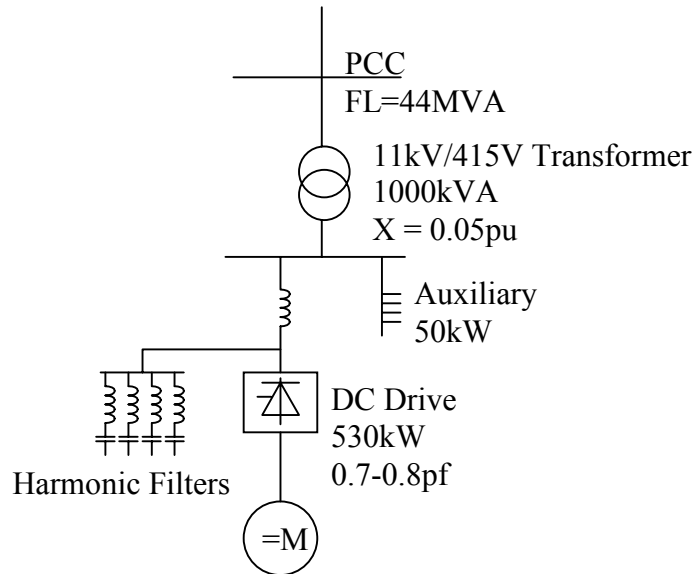 PCC
FL=44MVA
11kV/415V Transformer
1000kVA
X = 0.05pu
Auxiliary
50kW
DC Drive
530kW
0.7-0.8pf
Harmonic Filters
=M